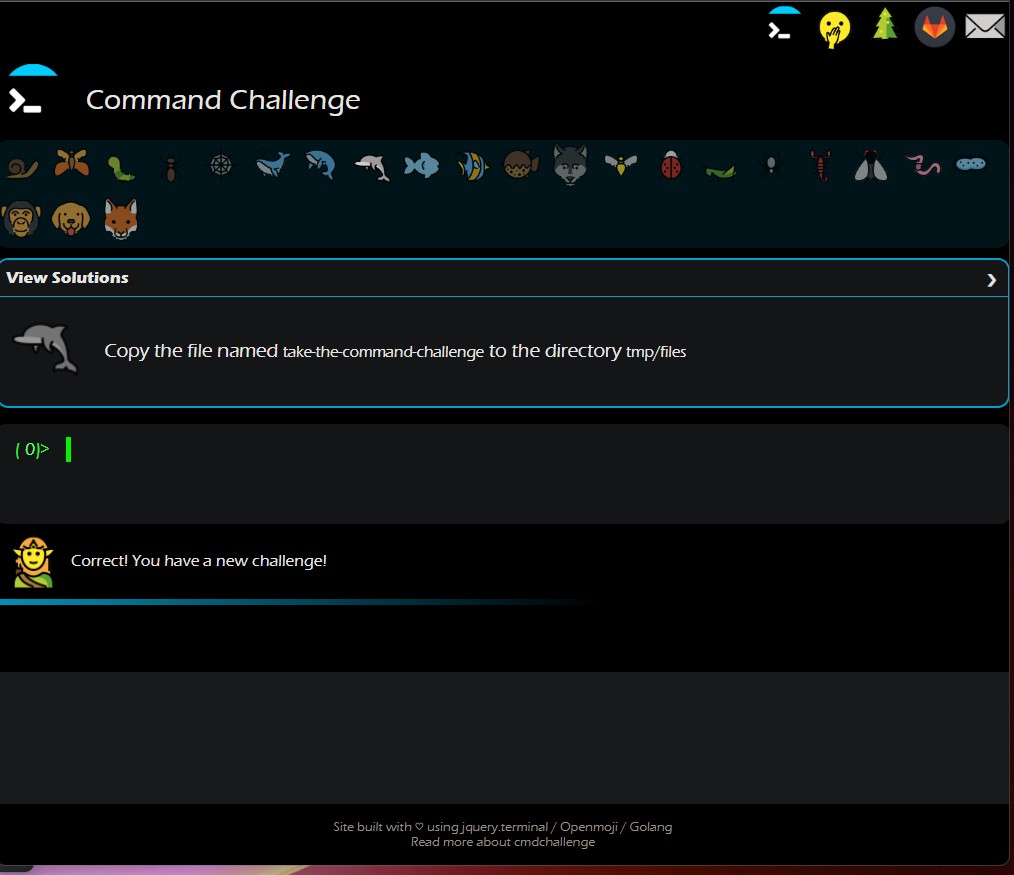 Command Challenge
View Solutions
Copy the file named take-the-command-challenge to the directory tmp/files
( 0)>
Correct! You have a new challenge!
Site built with ♡ using jquery.terminal / Openmoji / Golang
Read more about cmdchallenge